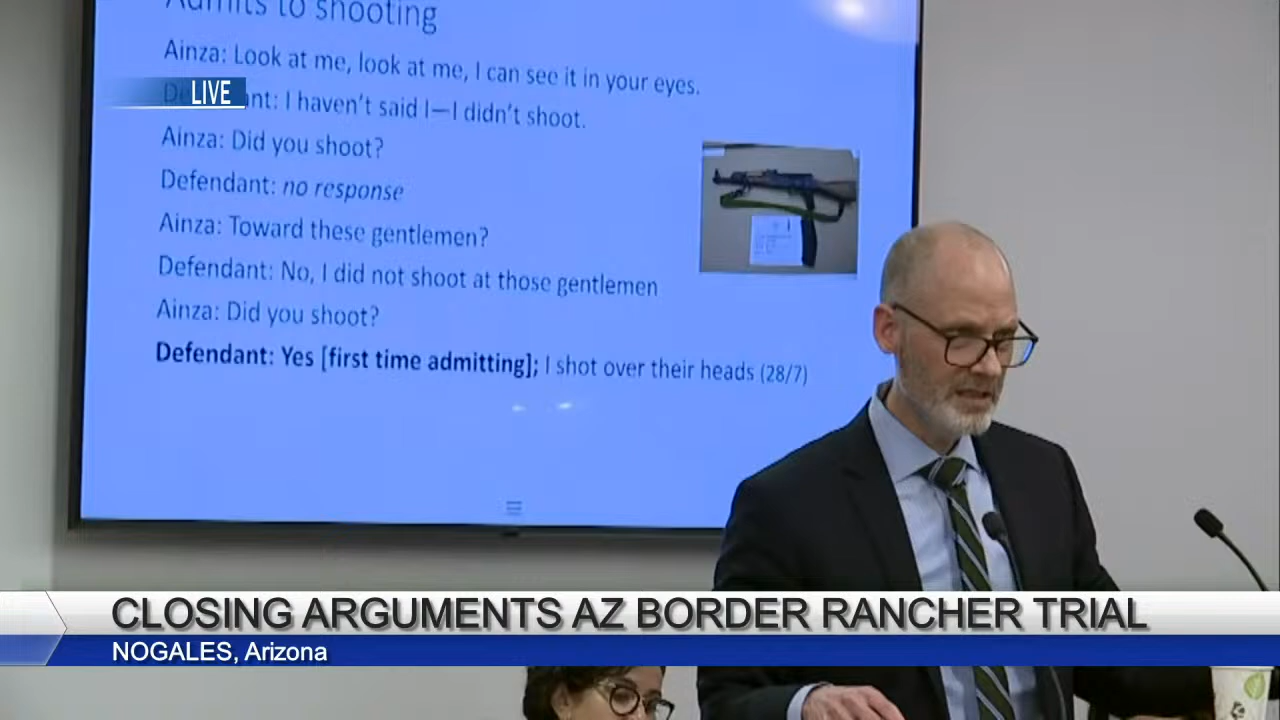 Admits to shooting
Ainza: Look at me, look at me, I can see it in your eyes.
LIVE
Defendant: I haven't said I—I didn't shoot.
Ainza: Did you shoot?
Defendant: no response
Ainza: Toward these gentlemen?
Defendant: No, I did not shoot at those gentlemen
Ainza: Did you shoot?
Defendant: Yes [first time admitting]; I shot over their heads (28/7)
CLOSING ARGUMENTS AZ BORDER RANCHER TRIAL
NOGALES, Arizona